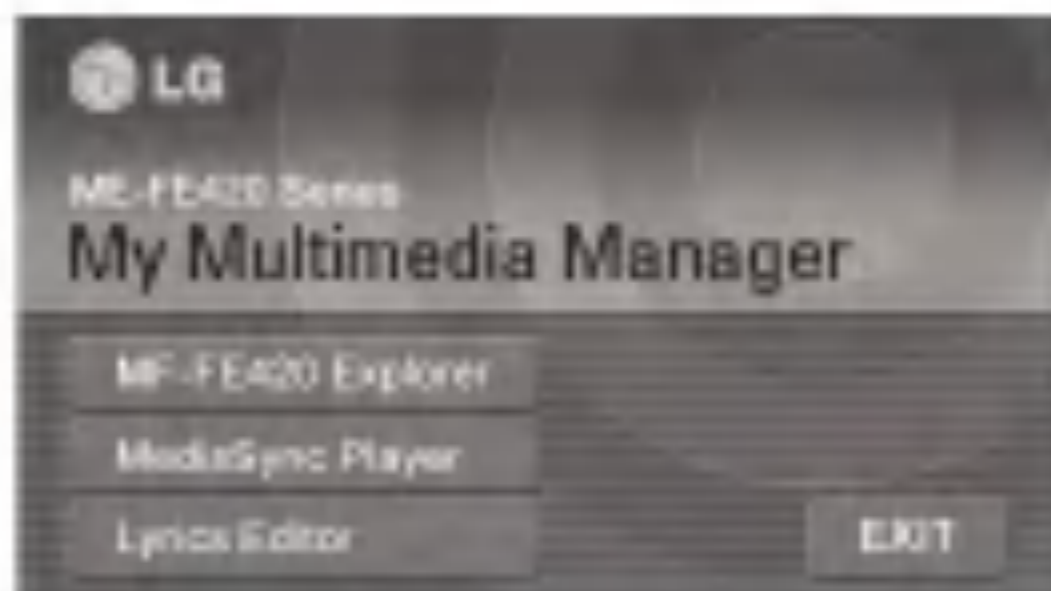 LG
MF-FE420 Series
My Multimedia Manager
MF-FE420 Explorer
MediaSync Player
Lyrics Editor
EXIT